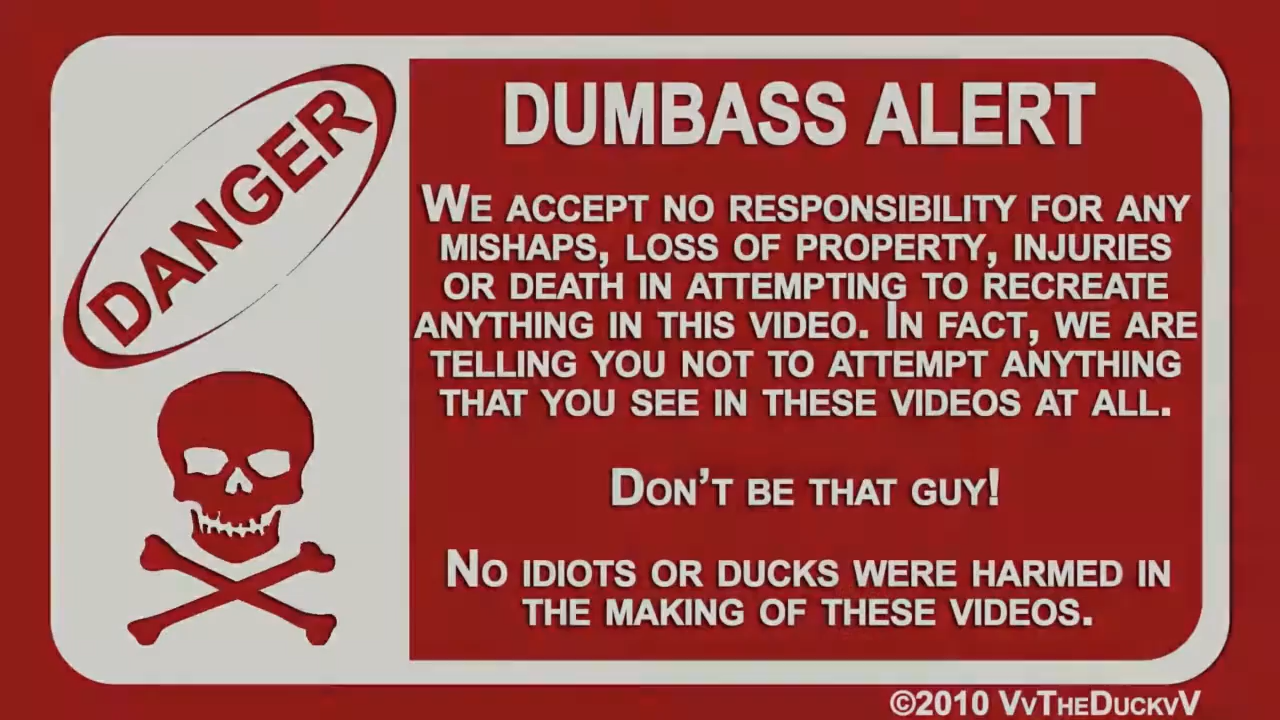 DANGER
DUMBASS ALERT
WE ACCEPT NO RESPONSIBILITY FOR ANY
MISHAPS, LOSS OF PROPERTY, INJURIES
OR DEATH IN ATTEMPTING TO RECREATE
ANYTHING IN THIS VIDEO. IN FACT, WE ARE
TELLING YOU NOT TO ATTEMPT ANYTHING
THAT YOU SEE IN THESE VIDEOS AT ALL.
DON'T BE THAT GUY!
NO IDIOTS OR DUCKS WERE HARMED IN
THE MAKING OF THESE VIDEOS.
©2010 VVTHEDUCKVV